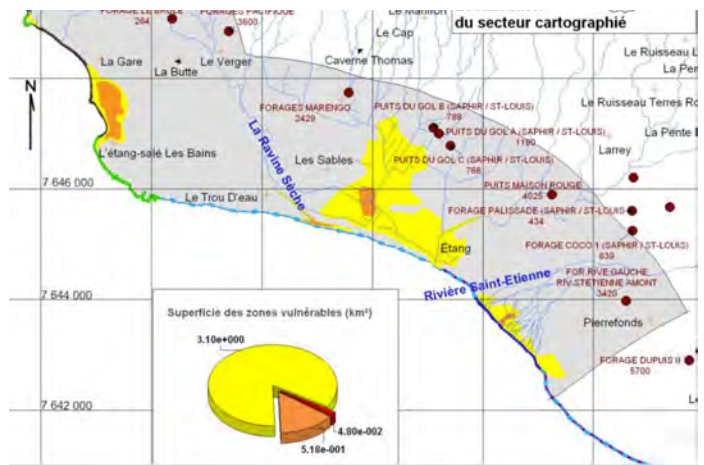 FORAGES PACIFIQUE
3600
264
du secteur cartographié
Le Cap
La Gare
La Butte
Le Verger
Caverne Thomas
Le Ruisseau
N
FORAGES MARENGO
2429
PUITS DU GOL B (SAPHIR / ST-LOUIS)
789
PUITS DU GOL A (SAPHIR / ST-LOUIS)
1190
Le Ruisseau Terres
La Pente
Larrey
L'étang-salé Les Bains
La Ravine Sèche
Les Sables
PUITS DU GOL C (SAPHIR / ST-LOUIS)
766
7 646 000
Le Trou D'eau
PUITS MAISON ROUGE
4025
FORAGE PALISSADE (SAPHIR / ST-LOUIS)
434
Étang
FORAGE COCO 1 (SAPHIR / ST-LOUIS)
639
Rivière Saint-Etienne
FOR.RIVE GAUCHE
RIV.STETIENNE AMONT
3420
7 644 000
Pierrefonds
Superficie des zones vulnérables (km²)
3.10e+000
FORAGE DUPUIS II
5700
7 642 000
4.80e-002
5.18e-001